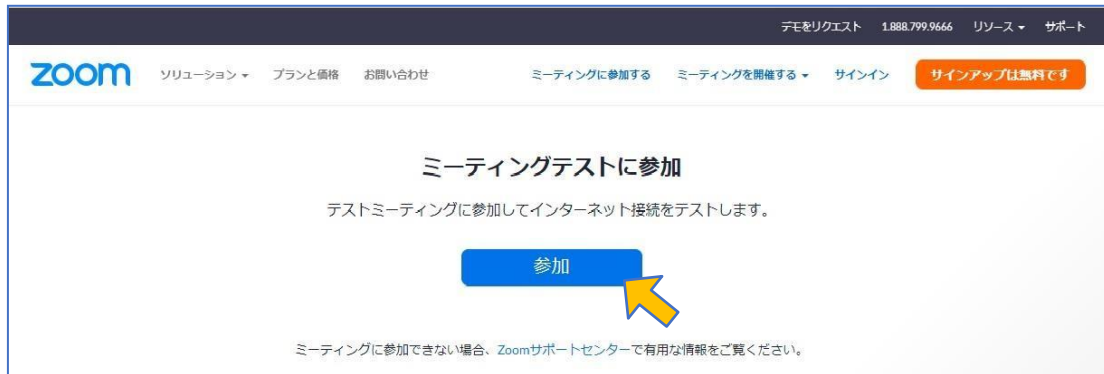 デモをリクエスト 1.888.799.9666 リソース サポート
zoom ソリューション プランと価格 お問い合わせ ミーティングに参加する ミーティングを開催する サインイン サインアップは無料です
ミーティングテストに参加
テストミーティングに参加してインターネット接続をテストします。
参加
ミーティングに参加できない場合、Zoomサポートセンターで有用な情報をご覧ください。